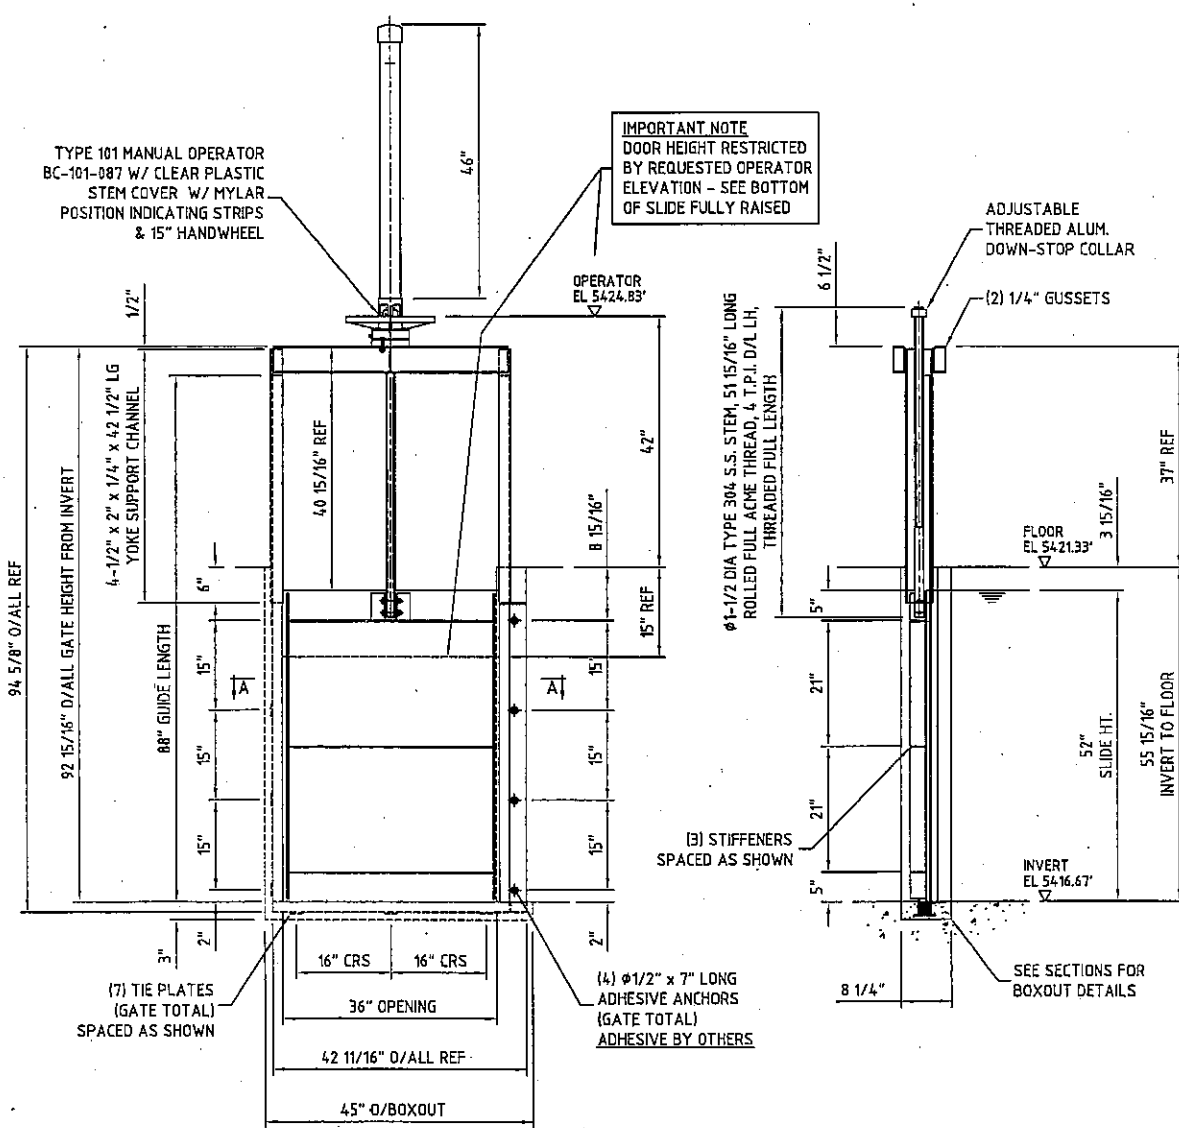 46"
TYPE 101 MANUAL OPERATOR
BC-101-087 W/ CLEAR PLASTIC
STEM COVER W/ MYLAR
POSITION INDICATING STRIPS
& 15" HANDWHEEL
IMPORTANT NOTE
DOOR HEIGHT RESTRICTED
BY REQUESTED OPERATOR
ELEVATION - SEE BOTTOM
OF SLIDE FULLY RAISED
ADJUSTABLE
THREADED ALUM.
DOWN-STOP COLLAR
6 1/2"
(2) 1/4" GUSSETS
OPERATOR
EL 5424.83'
1/2"
94 5/8" O/ALL REF
92 15/16" O/ALL GATE HEIGHT FROM INVERT
4-1/2" x 2" x 1/4" x 42 1/2" LG
YOKE SUPPORT CHANNEL
88" GUIDE LENGTH
40 15/16" REF
42"
8 15/16"
15" REF
6"
15"
15"
15"
2"
3"
15"
15"
15"
2"
A
A
ø1-1/2 DIA TYPE 304 S.S. STEM, 51 15/16" LONG
ROLLED FULL ACME THREAD, 4 T.P.I. D/L LH,
THREADED FULL LENGTH
37" REF
3 15/16"
FLOOR
EL 5421.33'
5"
21"
21"
5"
52"
SLIDE HT.
55 15/16"
INVERT TO FLOOR
(3) STIFFENERS
SPACED AS SHOWN
INVERT
EL 5416.67'
16" CRS
16" CRS
36" OPENING
42 11/16" O/ALL REF
45" O/BOXOUT
(7) TIE PLATES
(GATE TOTAL)
SPACED AS SHOWN
(4) ø1/2" x 7" LONG
ADHESIVE ANCHORS
(GATE TOTAL)
ADHESIVE BY OTHERS
8 1/4"
SEE SECTIONS FOR
BOXOUT DETAILS